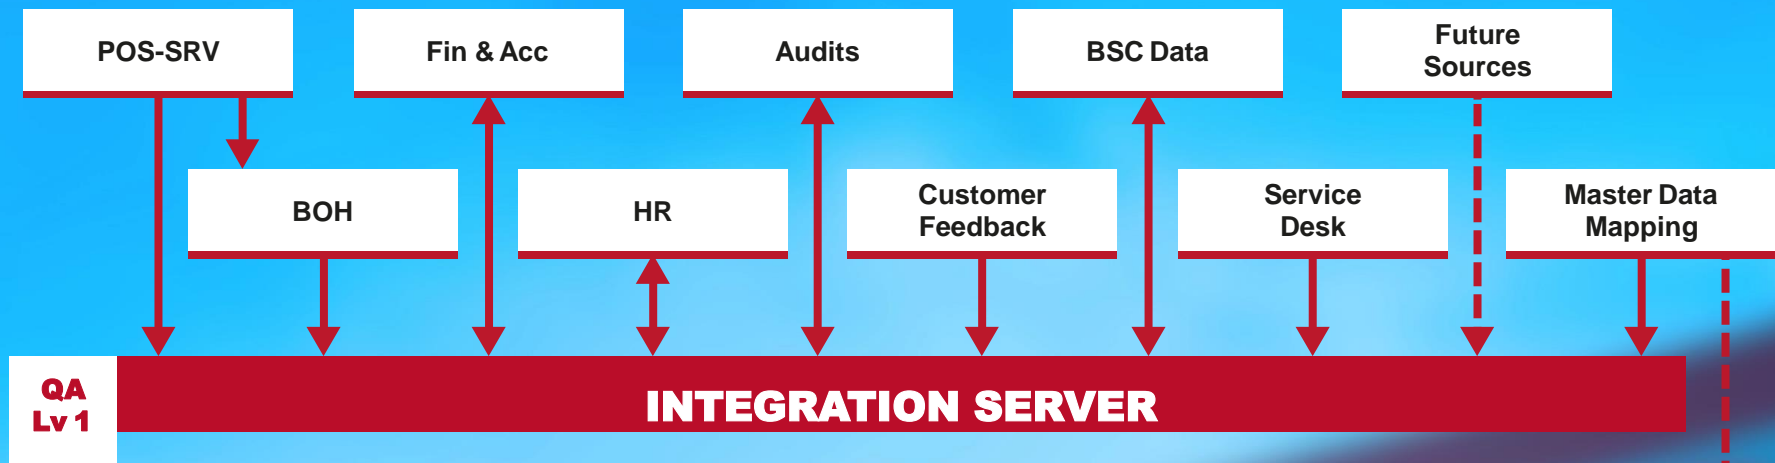 POS-SRV
Fin & Acc
Audits
BSC Data
Future
Sources
BOH
HR
Customer
Feedback
Service
Desk
Master Data
Mapping
QA
Lv 1
INTEGRATION SERVER